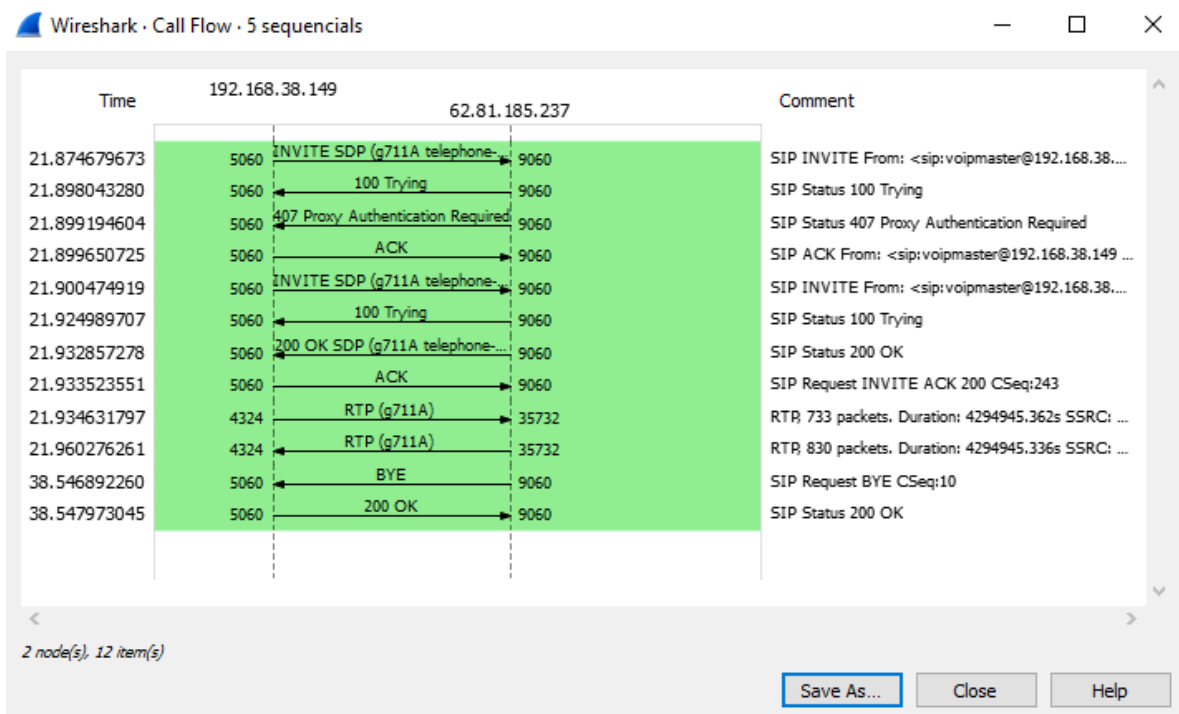 Wireshark · Call Flow · 5 sequencials
192.168.38.149
Time Comment
62.81.185.237
21.874679673 5060 INVITE SDP (g711A telephone-... 9060 SIP INVITE From: <sip:voipmaster@192.168.38....
21.898043280 5060 100 Trying 9060 SIP Status 100 Trying
21.899194604 5060 407 Proxy Authentication Required 9060 SIP Status 407 Proxy Authentication Required
21.899650725 5060 ACK 9060 SIP ACK From: <sip:voipmaster@192.168.38.149 ...
21.900474919 5060 INVITE SDP (g711A telephone-... 9060 SIP INVITE From: <sip:voipmaster@192.168.38....
21.924989707 5060 100 Trying 9060 SIP Status 100 Trying
21.932857278 5060 200 OK SDP (g711A telephone-... 9060 SIP Status 200 OK
21.933523551 5060 ACK 9060 SIP Request INVITE ACK 200 CSeq:243
21.934631797 4324 RTP (g711A) 35732 RTP, 733 packets. Duration: 4294945.362s SSRC: ...
21.960276261 4324 RTP (g711A) 35732 RTP, 830 packets. Duration: 4294945.336s SSRC: ...
38.546892260 5060 BYE 9060 SIP Request BYE CSeq:10
38.547973045 5060 200 OK 9060 SIP Status 200 OK
2 node(s), 12 item(s)
Save As... Close Help